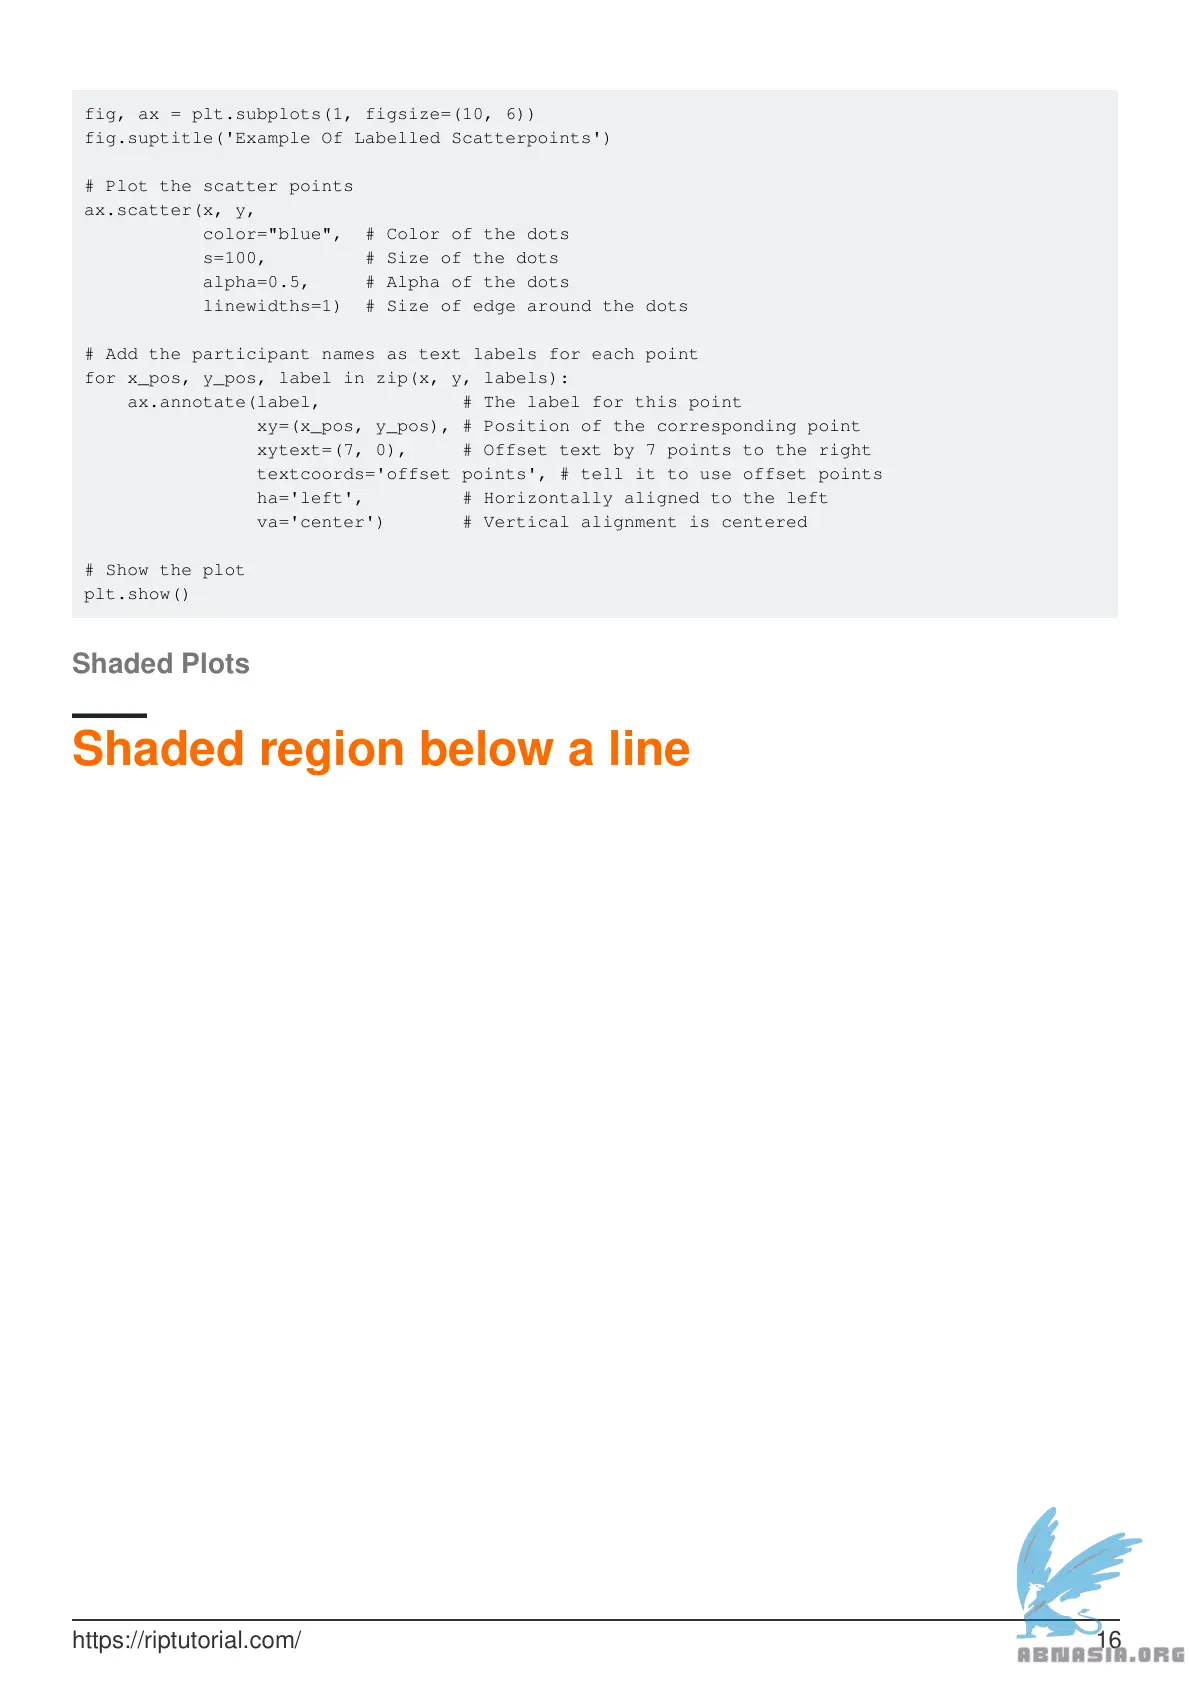 fig, ax = plt.subplots(1, figsize=(10, 6))
fig.suptitle('Example Of Labelled Scatterpoints')

# Plot the scatter points
ax.scatter(x, y,
           color="blue",  # Color of the dots
           s=100,         # Size of the dots
           alpha=0.5,     # Alpha of the dots
           linewidths=1)  # Size of edge around the dots

# Add the participant names as text labels for each point
for x_pos, y_pos, label in zip(x, y, labels):
    ax.annotate(label,             # The label for this point
                xy=(x_pos, y_pos), # Position of the corresponding point
                xytext=(7, 0),     # Offset text by 7 points to the right
                textcoords='offset points', # tell it to use offset points
                ha='left',         # Horizontally aligned to the left
                va='center')       # Vertical alignment is centered

# Show the plot
plt.show()
Shaded Plots
Shaded region below a line
https://riptutorial.com/ 16
ABNASIA.ORG